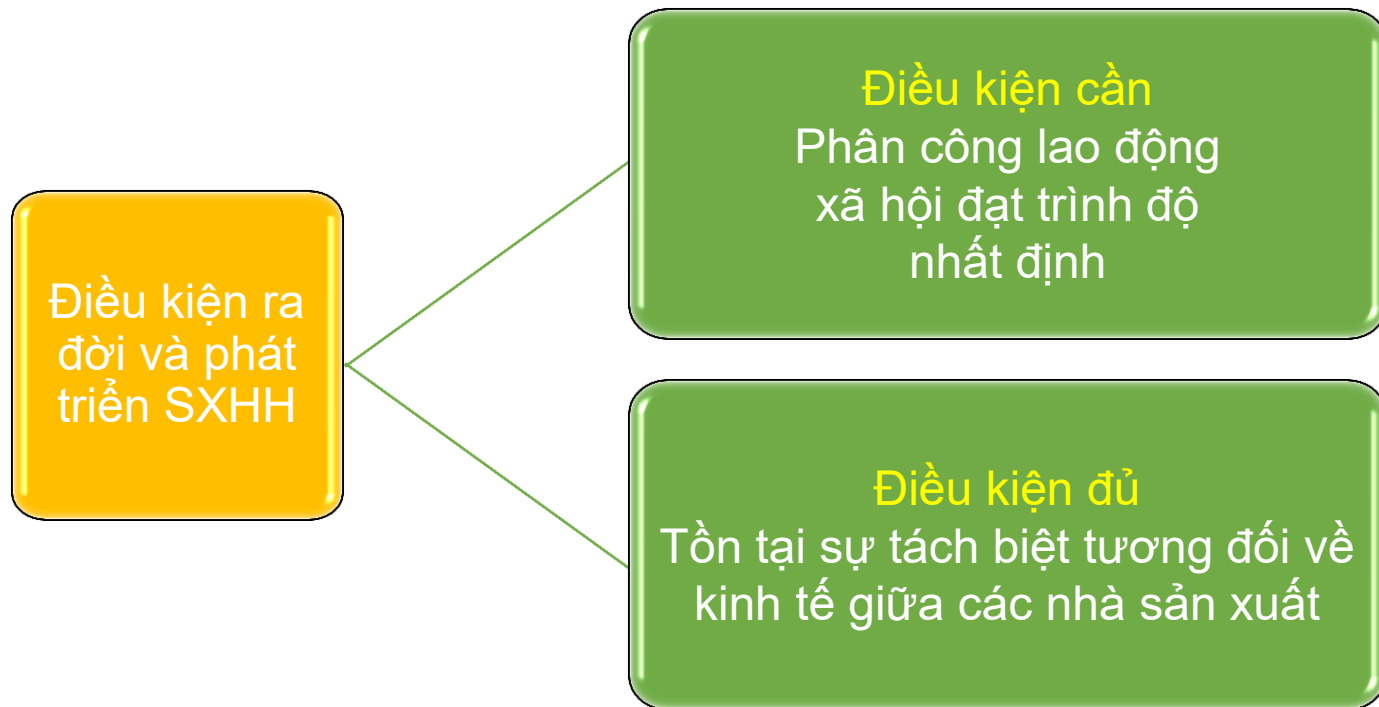 Điều kiện ra
đời và phát
triển SXHH
Điều kiện cần
Phân công lao động
xã hội đạt trình độ
nhất định
Điều kiện đủ
Tồn tại sự tách biệt tương đối về
kinh tế giữa các nhà sản xuất